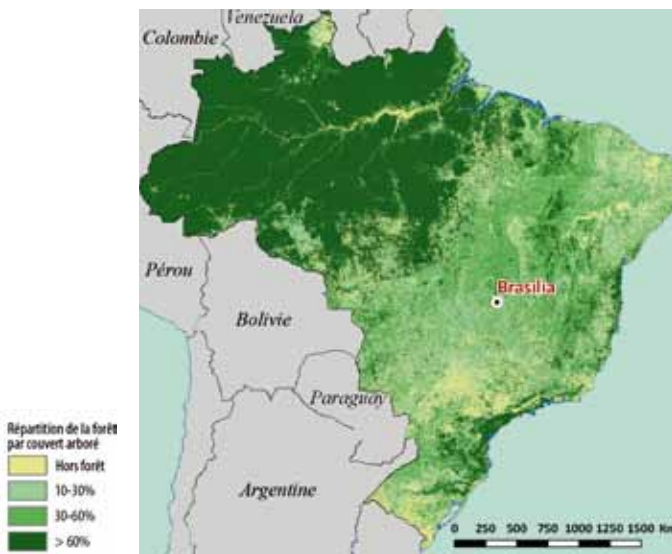 Venezuela
Colombie
Pérou
Brasilia
Bolivie
Paraguay
Argentine
Répartition de la forêt
par couvert arboré
Hors forêt
10-30%
30-60%
> 60%
0 250 500 750 1000 1250 1500 Km